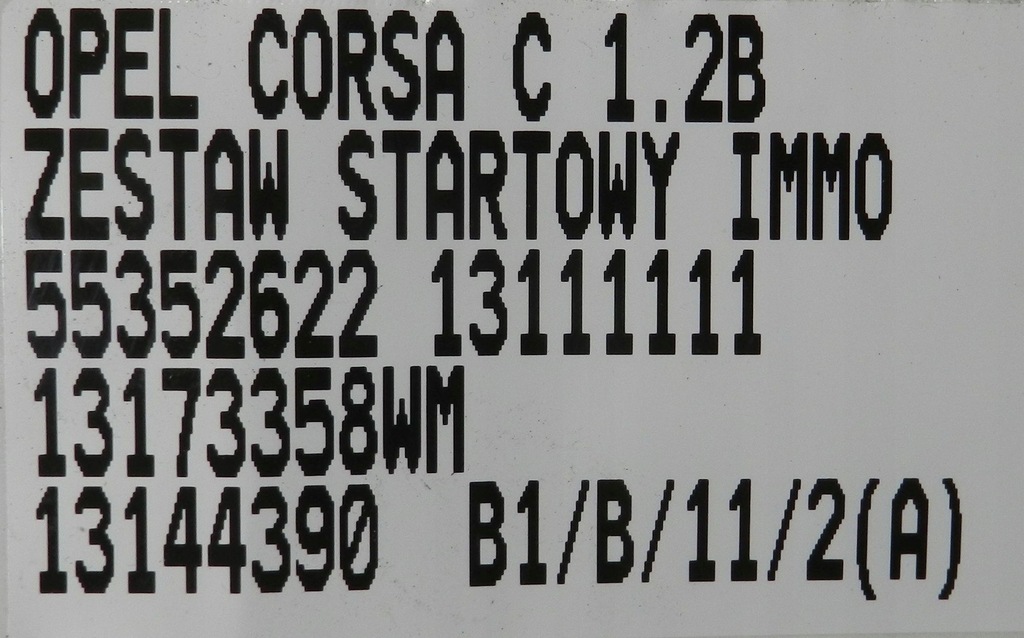 OPEL CORSA C 1.2B
ZESTAW STARTOWY IMMO
55352622 13111111
13173358WM
13144390 B1/B/11/2(A)